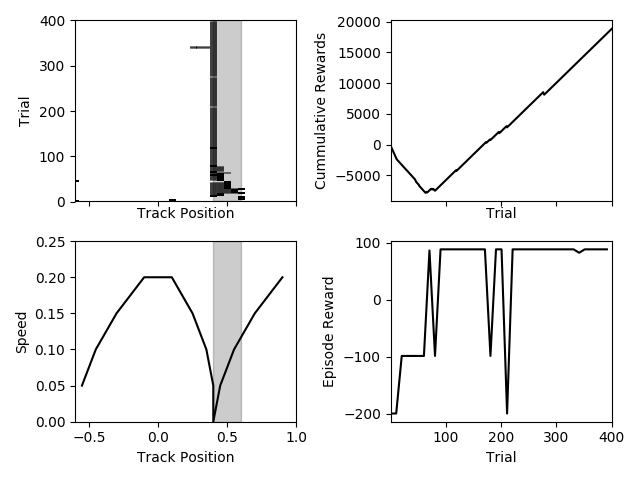 400
300
200
100
0
Trial
Track Position
20000
15000
10000
5000
0
−5000
Cummulative Rewards
Trial
0.25
0.20
0.15
0.10
0.05
0.00
Speed
−0.5 0.0 0.5 1.0
Track Position
100
0
−100
−200
Episode Reward
100 200 300 400
Trial